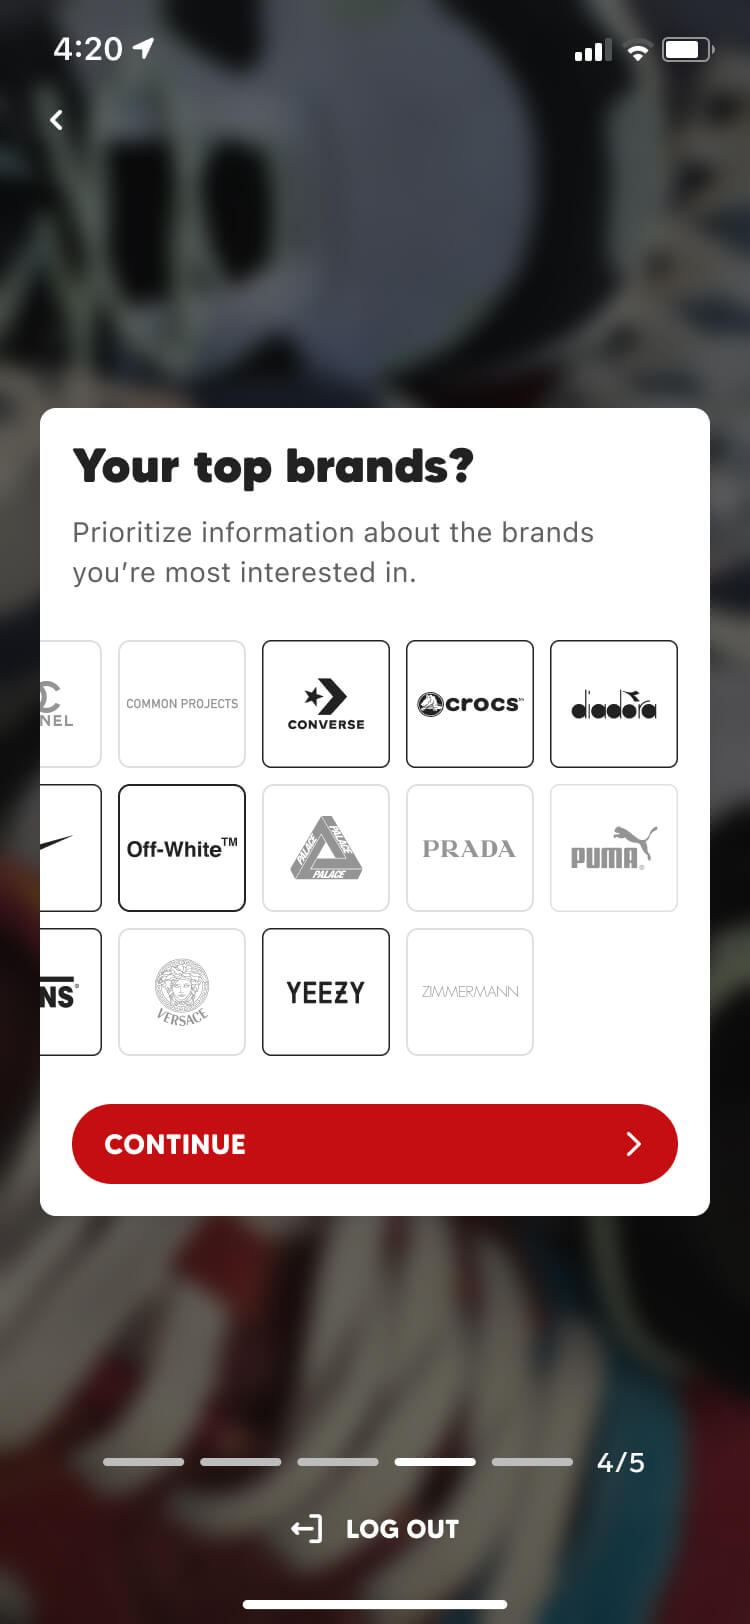 4:20
Your top brands?
Prioritize information about the brands
you're most interested in.
NEL
COMMON PROJECTS
CONVERSE
crocs™
diadora
Off-White™
PALACE PALACE PALACE
PRADA
PUMA®
NS®
VERSACE
YEEZY
ZIMMERMANN
CONTINUE
4/5
LOG OUT